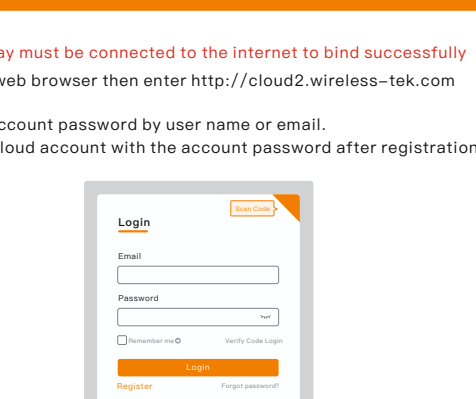 ay must be connected to the internet to bind successfully
web browser then enter http://cloud2.wireless-tek.com
ccount password by user name or email.
loud account with the account password after registration
Scan Code
Login
Email
Password
Remember me
Verify Code Login
Login
Register
Forgot password?